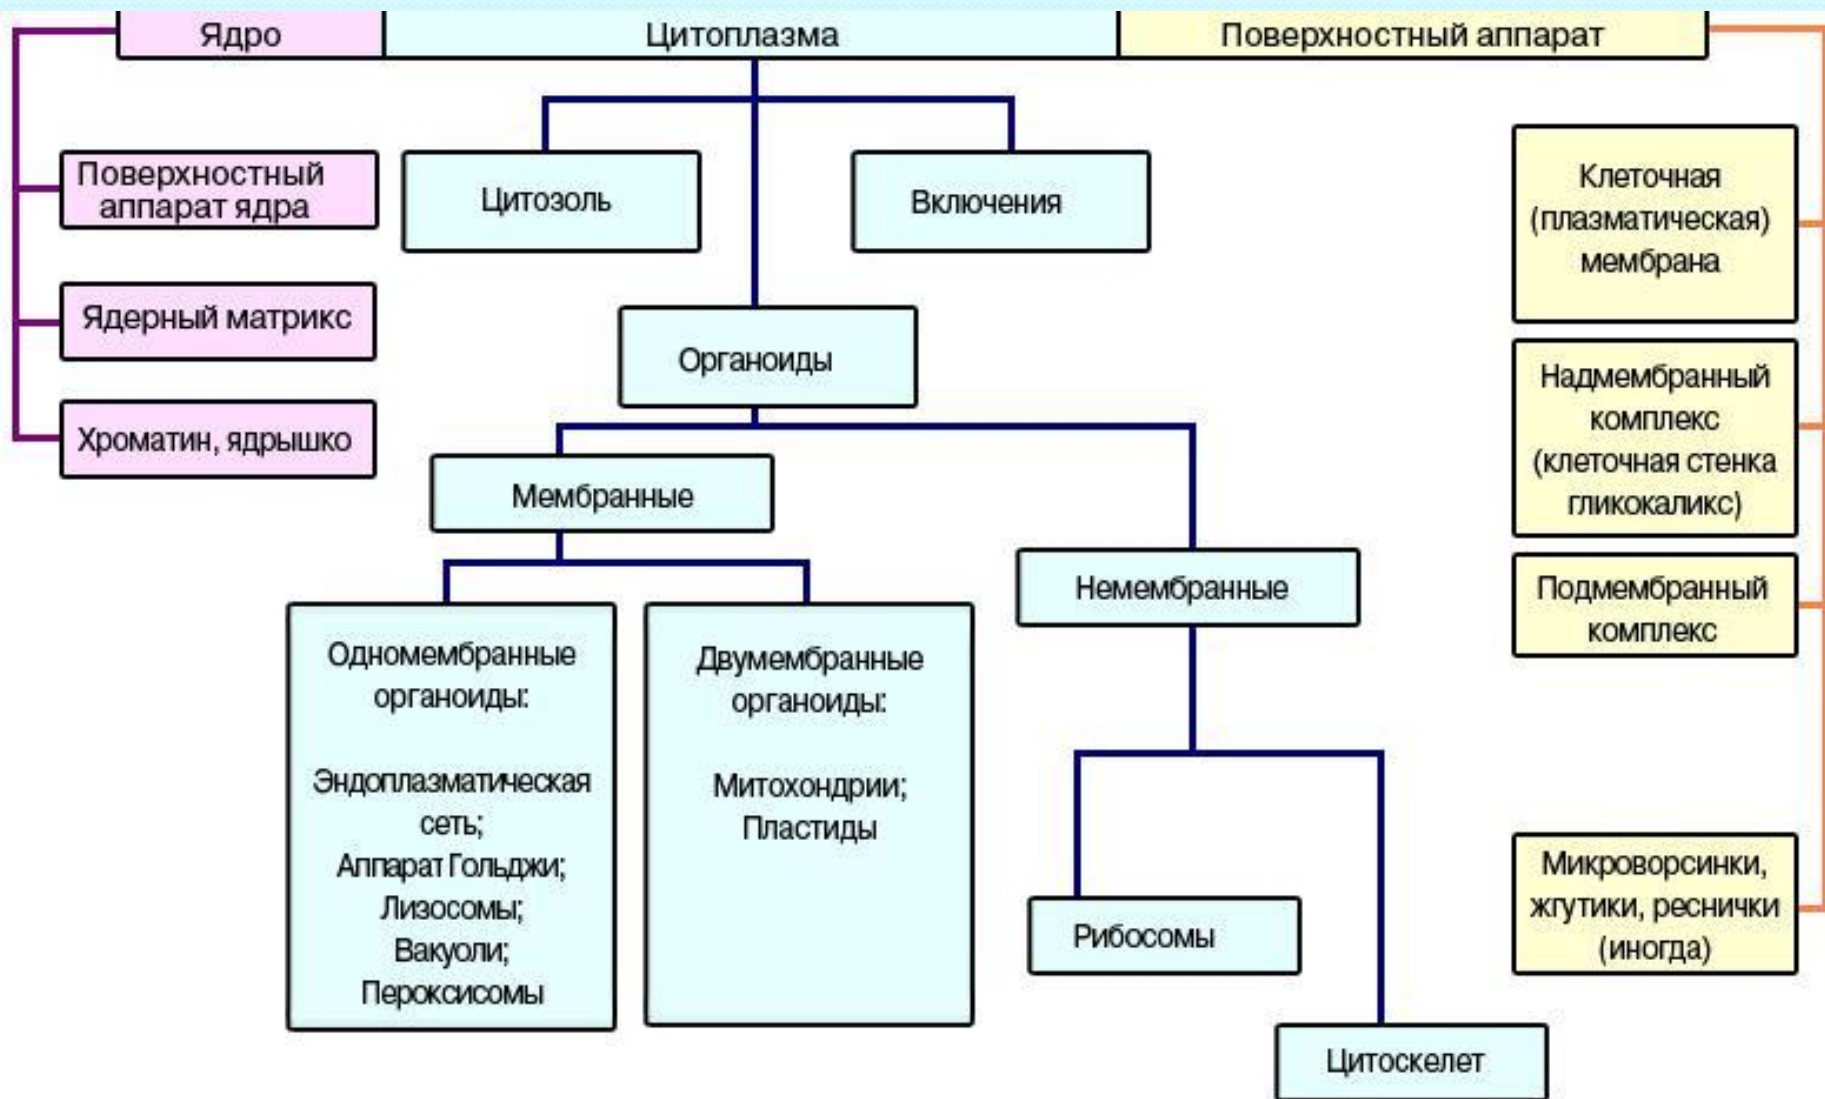 Ядро
Цитоплазма
Поверхностный аппарат
Поверхностный
аппарат ядра
Ядерный матрикс
Хроматин, ядрышко
Цитозоль
Включения
Органоиды
Мембранные
Одномембранные
органоиды:
Эндоплазматическая
сеть;
Аппарат Гольджи;
Лизосомы;
Вакуоли;
Пероксисомы
Двумембранные
органоиды:
Митохондрии;
Пластиды
Немембранные
Рибосомы
Цитоскелет
Клеточная
(плазматическая)
мембрана
Надмембранный
комплекс
(клеточная стенка
гликокаликс)
Подмембранный
комплекс
Микроворсинки,
жгутики, реснички
(иногда)